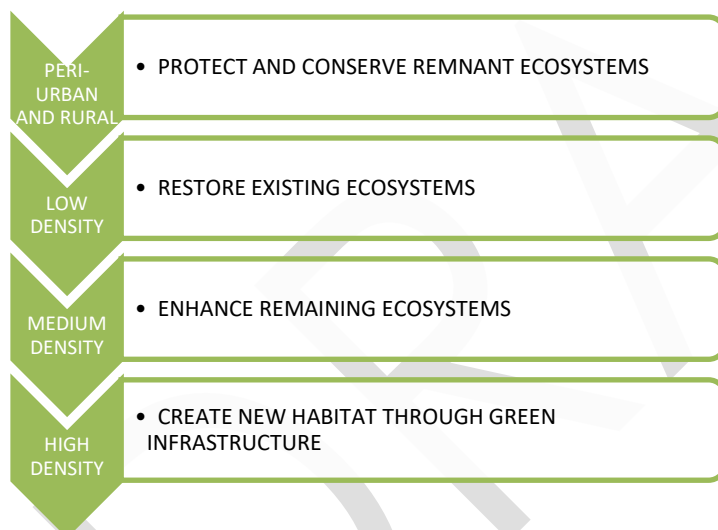 PERI-
URBAN
AND RURAL
• PROTECT AND CONSERVE REMNANT ECOSYSTEMS
LOW
DENSITY
• RESTORE EXISTING ECOSYSTEMS
MEDIUM
DENSITY
• ENHANCE REMAINING ECOSYSTEMS
HIGH
DENSITY
• CREATE NEW HABITAT THROUGH GREEN
INFRASTRUCTURE